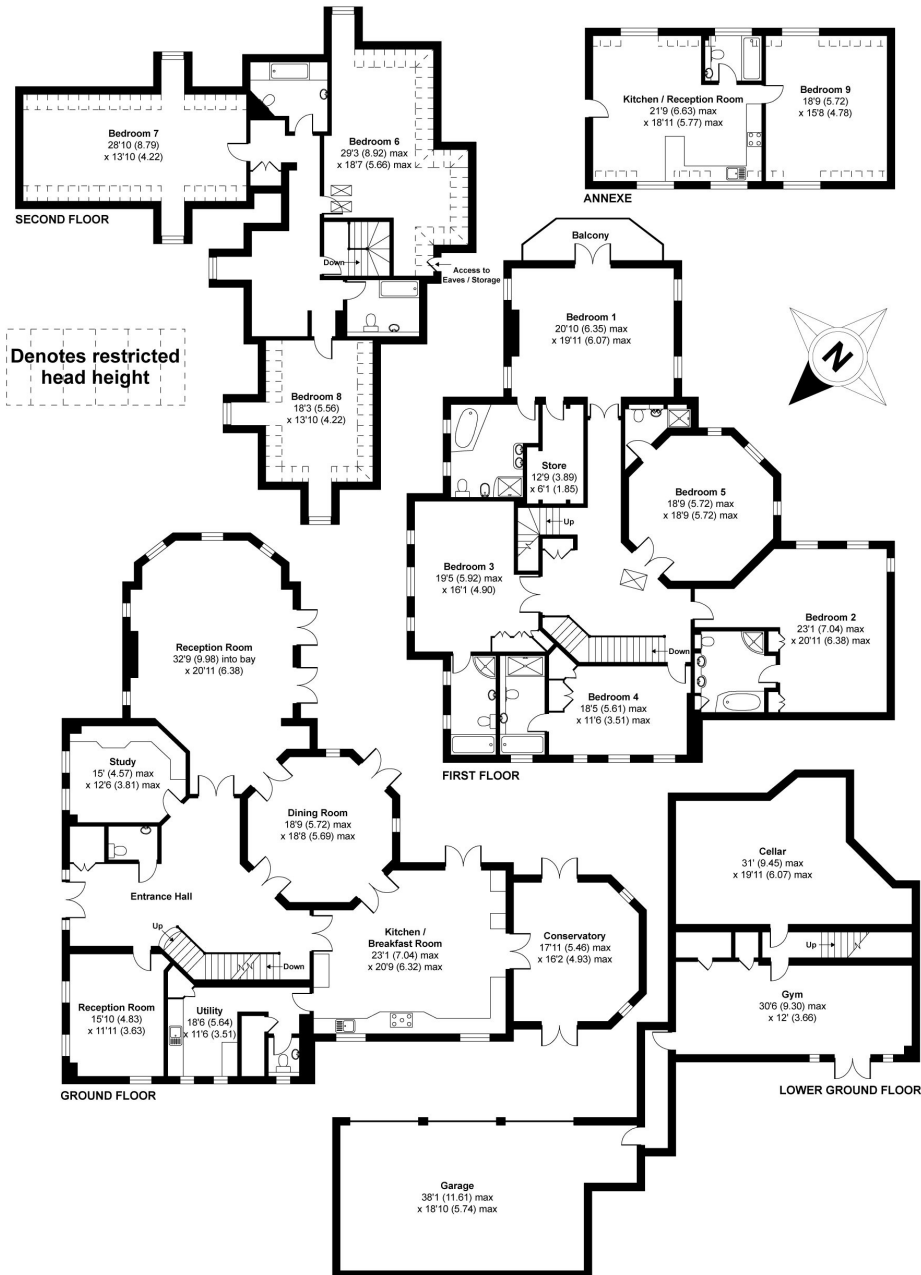 Bedroom 7
28'10 (8.79)
x 13'10 (4.22)
Bedroom 6
29'3 (8.92) max
x 18'7 (5.66) max
SECOND FLOOR
Down
Access to
Eaves / Storage
Bedroom 8
18'3 (5.56)
x 13'10 (4.22)
Denotes restricted
head height
Kitchen / Reception Room
21'9 (6.63) max
x 18'11 (5.77) max
Bedroom 9
18'9 (5.72)
x 15'8 (4.78)
ANNEXE
N
Balcony
Bedroom 1
20'10 (6.35) max
x 19'11 (6.07) max
Store
12'9 (3.89)
x 6'1 (1.85)
Bedroom 5
18'9 (5.72) max
x 18'9 (5.72) max
Up
Bedroom 3
19'5 (5.92) max
x 16'1 (4.90)
Bedroom 2
23'1 (7.04) max
x 20'11 (6.38) max
Down
Bedroom 4
18'5 (5.61) max
x 11'6 (3.51) max
FIRST FLOOR
Reception Room
32'9 (9.98) into bay
x 20'11 (6.38)
Study
15' (4.57) max
x 12'6 (3.81) max
Dining Room
18'9 (5.72) max
x 18'8 (5.69) max
Entrance Hall
Up
Down
Kitchen /
Breakfast Room
23'1 (7.04) max
x 20'9 (6.32) max
Conservatory
17'11 (5.46) max
x 16'2 (4.93) max
Reception Room
15'10 (4.83)
x 11'11 (3.63)
Utility
18'6 (5.64)
x 11'6 (3.51)
GROUND FLOOR
Cellar
31' (9.45) max
x 19'11 (6.07) max
Up
Gym
30'6 (9.30) max
x 12' (3.66)
LOWER GROUND FLOOR
Garage
38'1 (11.61) max
x 18'10 (5.74) max